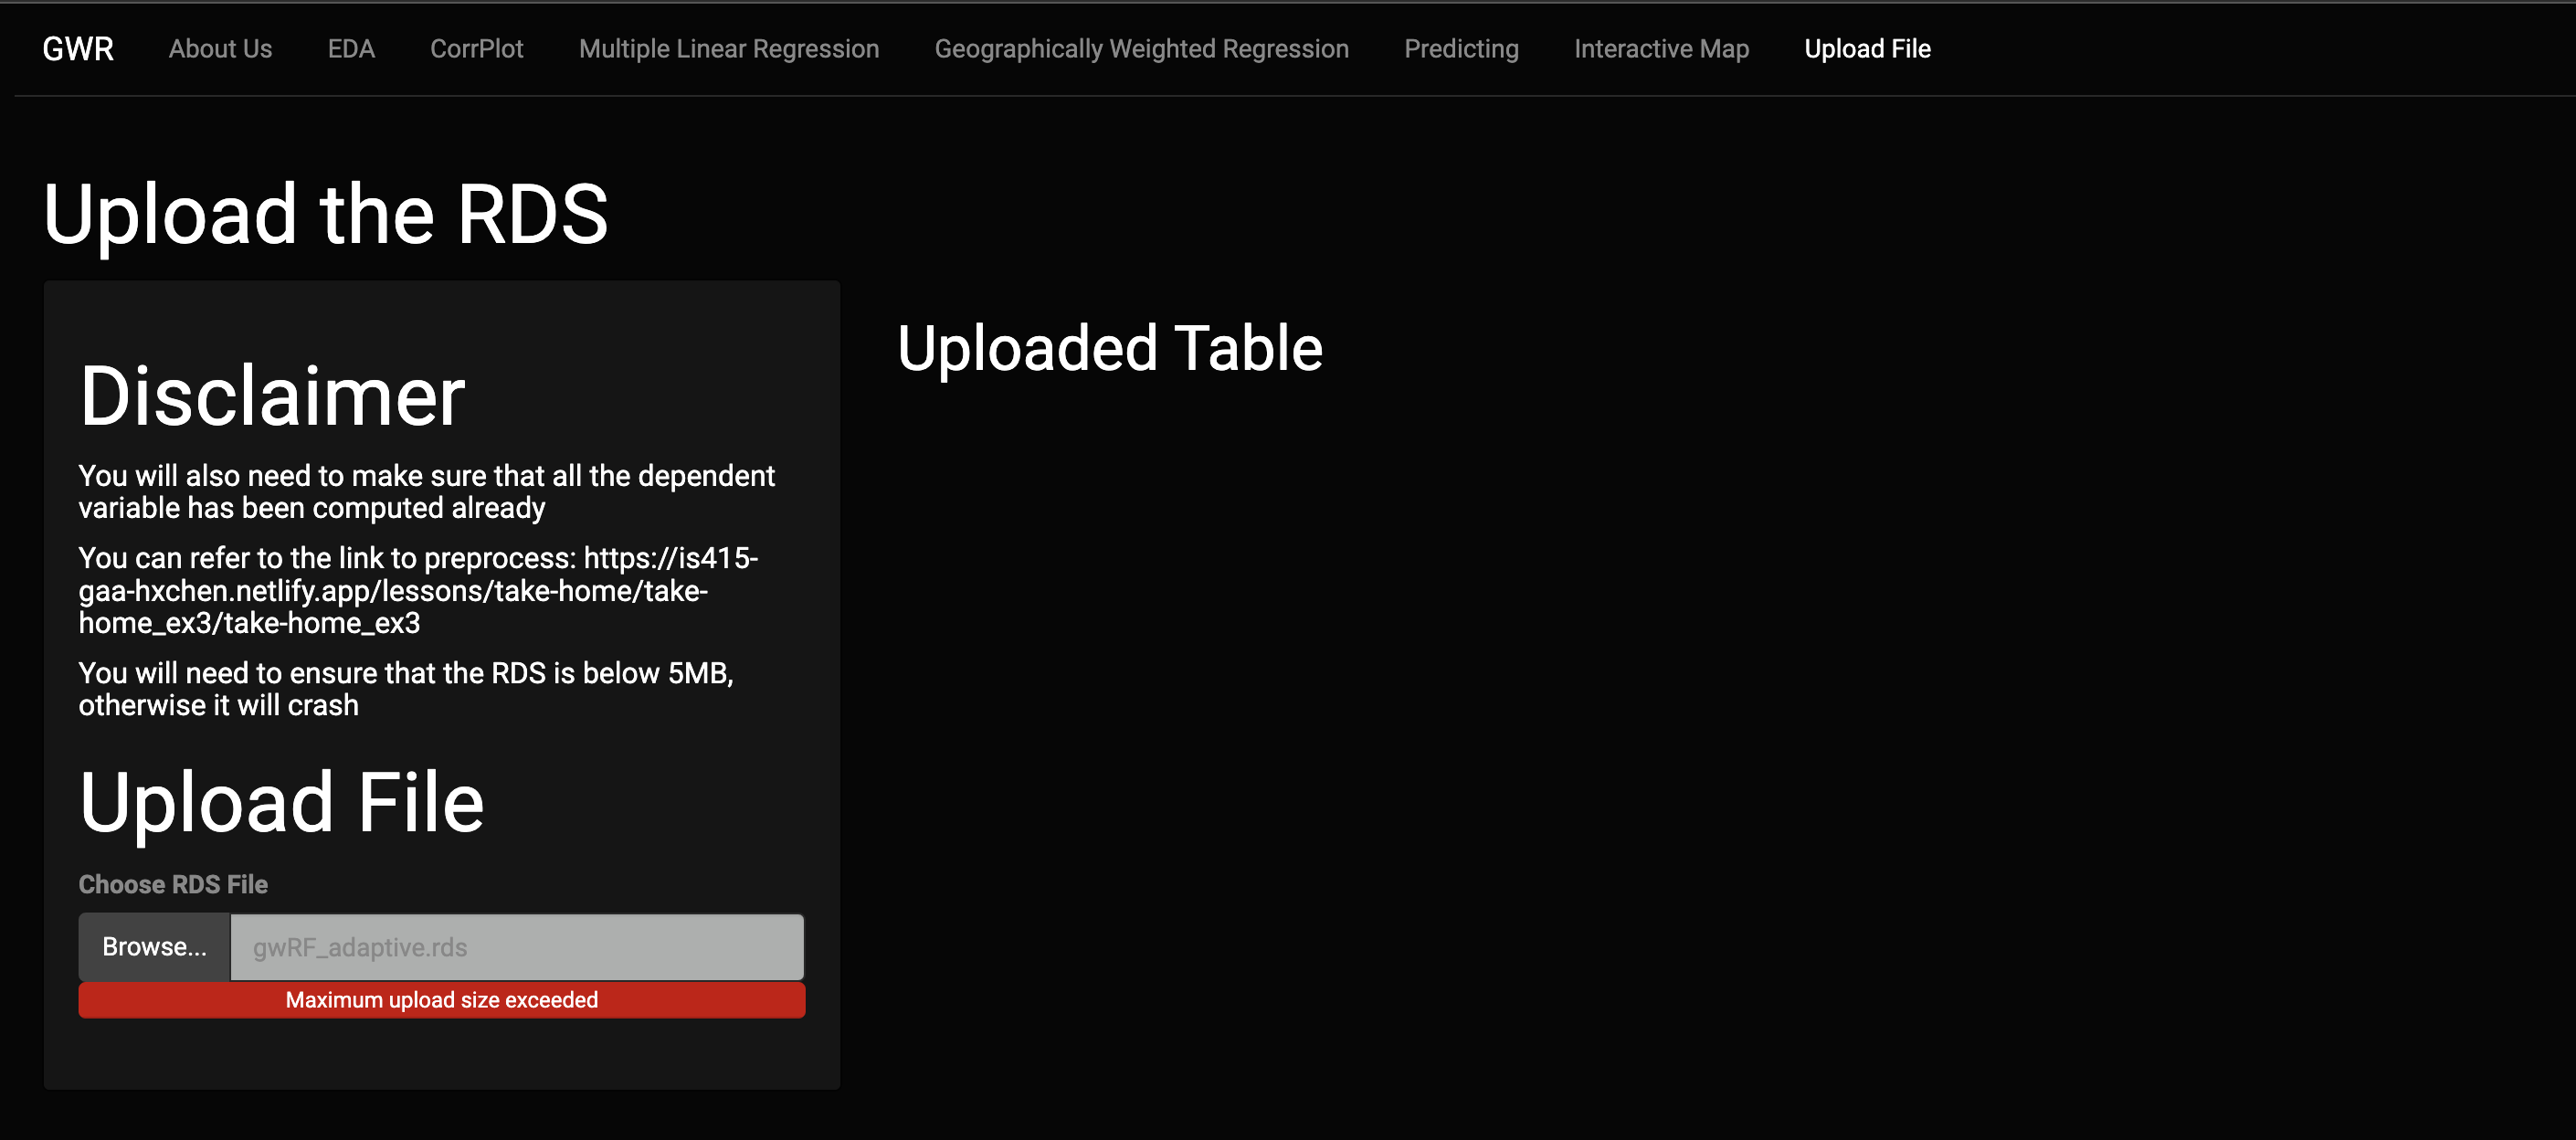 GWR About Us EDA CorrPlot Multiple Linear Regression Geographically Weighted Regression Predicting Interactive Map Upload File
Upload the RDS
Disclaimer
You will also need to make sure that all the dependent
variable has been computed already
You can refer to the link to preprocess: https://is415-
gaa-hxchen.netlify.app/lessons/take-home/take-
home_ex3/take-home_ex3
You will need to ensure that the RDS is below 5MB,
otherwise it will crash
Upload File
Choose RDS File
Browse... gwRF_adaptive.rds
Maximum upload size exceeded
Uploaded Table